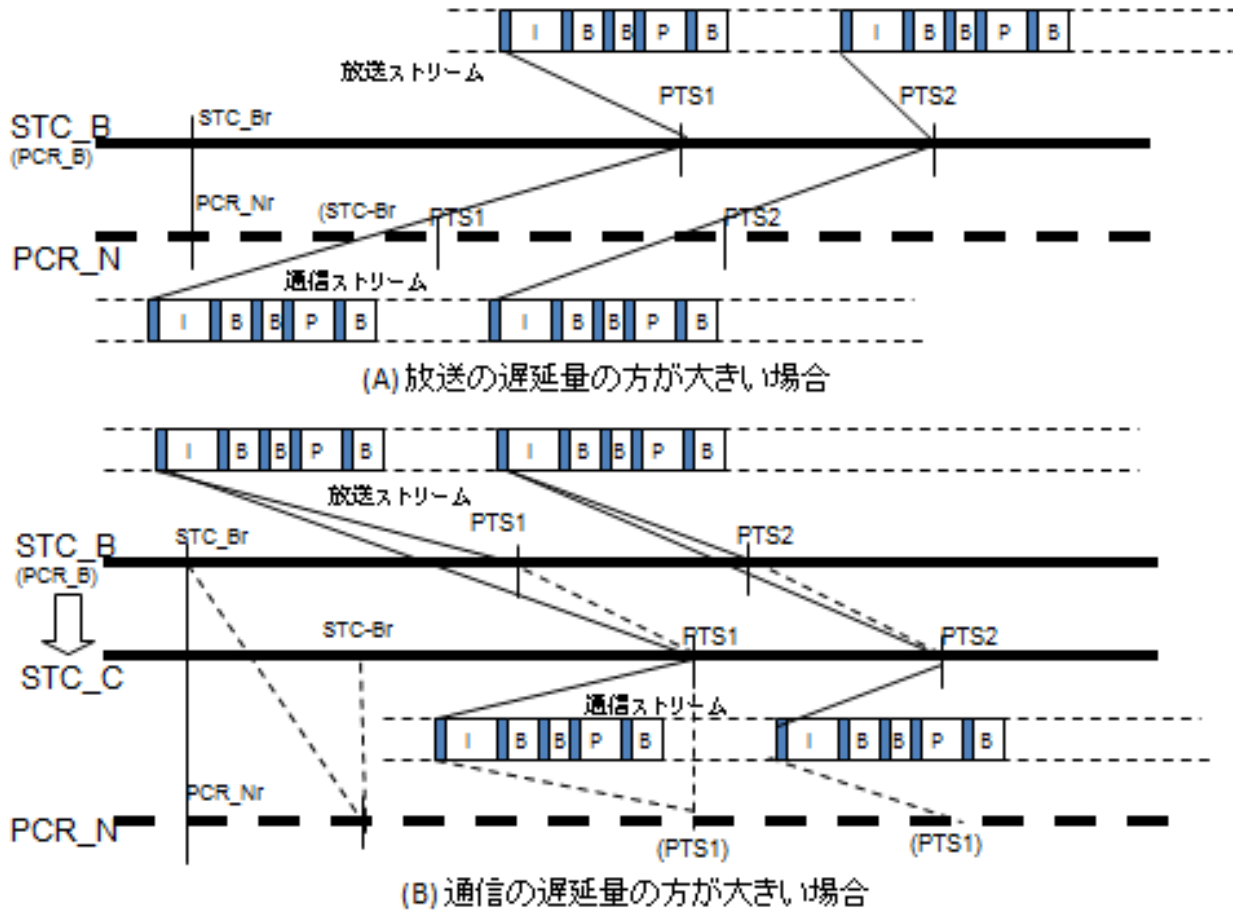 I B B P B I B B P B
放送ストリーム
PTS1 PTS2
STC_B STC_Br
(PCR_B)
PCR_Nr (STC-Br PTS1 PTS2
PCR_N
通信ストリーム
I B B P B I B B P B
(A) 放送の遅延量の方が大きい場合
I B B P B I B B P B
放送ストリーム
PTS1 PTS2
STC_B STC_Br
(PCR_B)
STC-Br PTS1 PTS2
STC_C
通信ストリーム
I B B P B I B B P B
PCR_Nr
PCR_N
(PTS1) (PTS1)
(B) 通信の遅延量の方が大きい場合